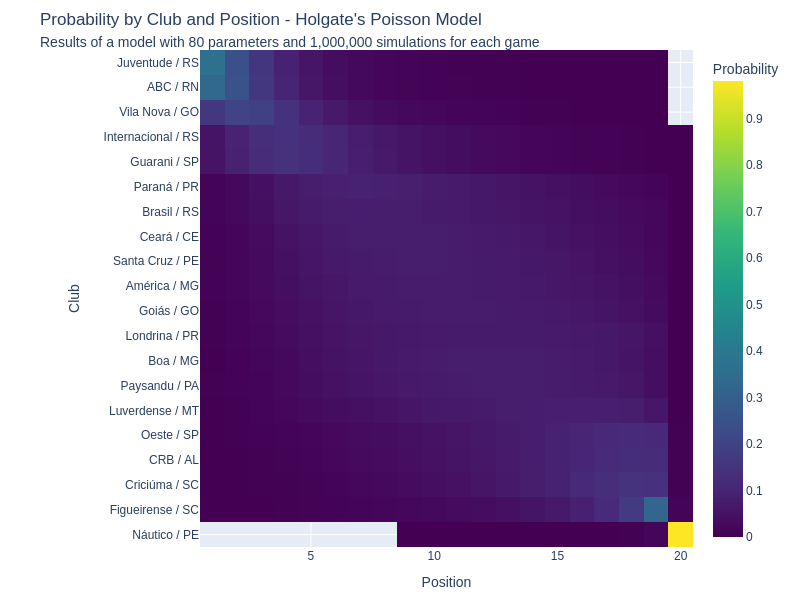 Probability by Club and Position - Holgate's Poisson Model
Results of a model with 80 parameters and 1,000,000 simulations for each game
Probability
Juventude / RS
ABC / RN
Vila Nova / GO
Internacional / RS
Guarani / SP
Paraná / PR
Brasil / RS
Ceará / CE
Santa Cruz / PE
América / MG
Goiás / GO
Londrina / PR
Boa / MG
Paysandu / PA
Luverdense / MT
Oeste / SP
CRB / AL
Criciúma / SC
Figueirense / SC
Náutico / PE
Club
5
10
15
20
Position
0.9
0.8
0.7
0.6
0.5
0.4
0.3
0.2
0.1
0